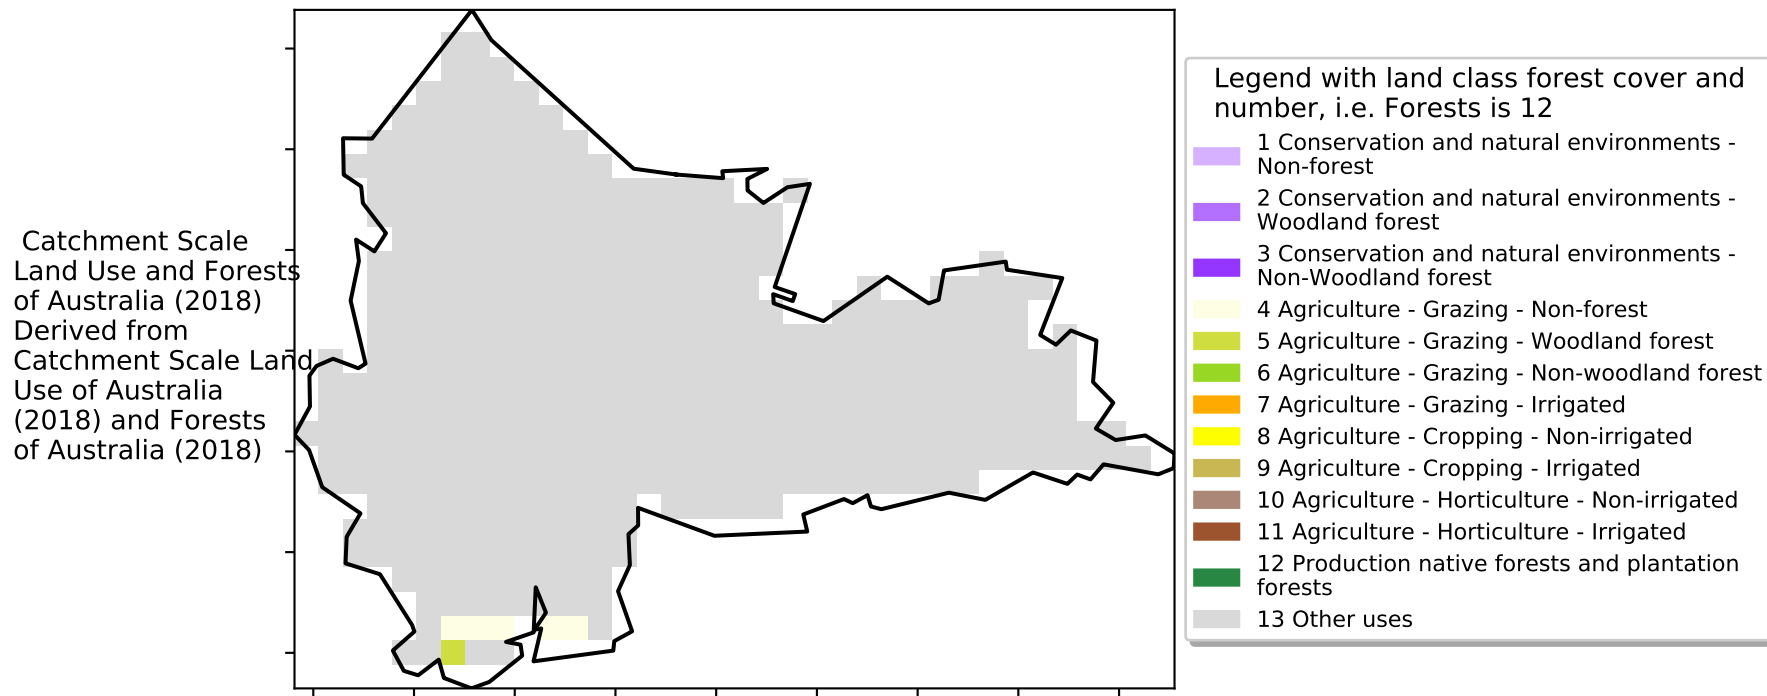 Catchment Scale
Land Use and Forests
of Australia (2018)
Derived from
Catchment Scale Land
Use of Australia
(2018) and Forests
of Australia (2018)
Legend with land class forest cover and
number, i.e. Forests is 12
1 Conservation and natural environments -
Non-forest
2 Conservation and natural environments -
Woodland forest
3 Conservation and natural environments -
Non-Woodland forest
4 Agriculture - Grazing - Non-forest
5 Agriculture - Grazing - Woodland forest
6 Agriculture - Grazing - Non-woodland forest
7 Agriculture - Grazing - Irrigated
8 Agriculture - Cropping - Non-irrigated
9 Agriculture - Cropping - Irrigated
10 Agriculture - Horticulture - Non-irrigated
11 Agriculture - Horticulture - Irrigated
12 Production native forests and plantation
forests
13 Other uses